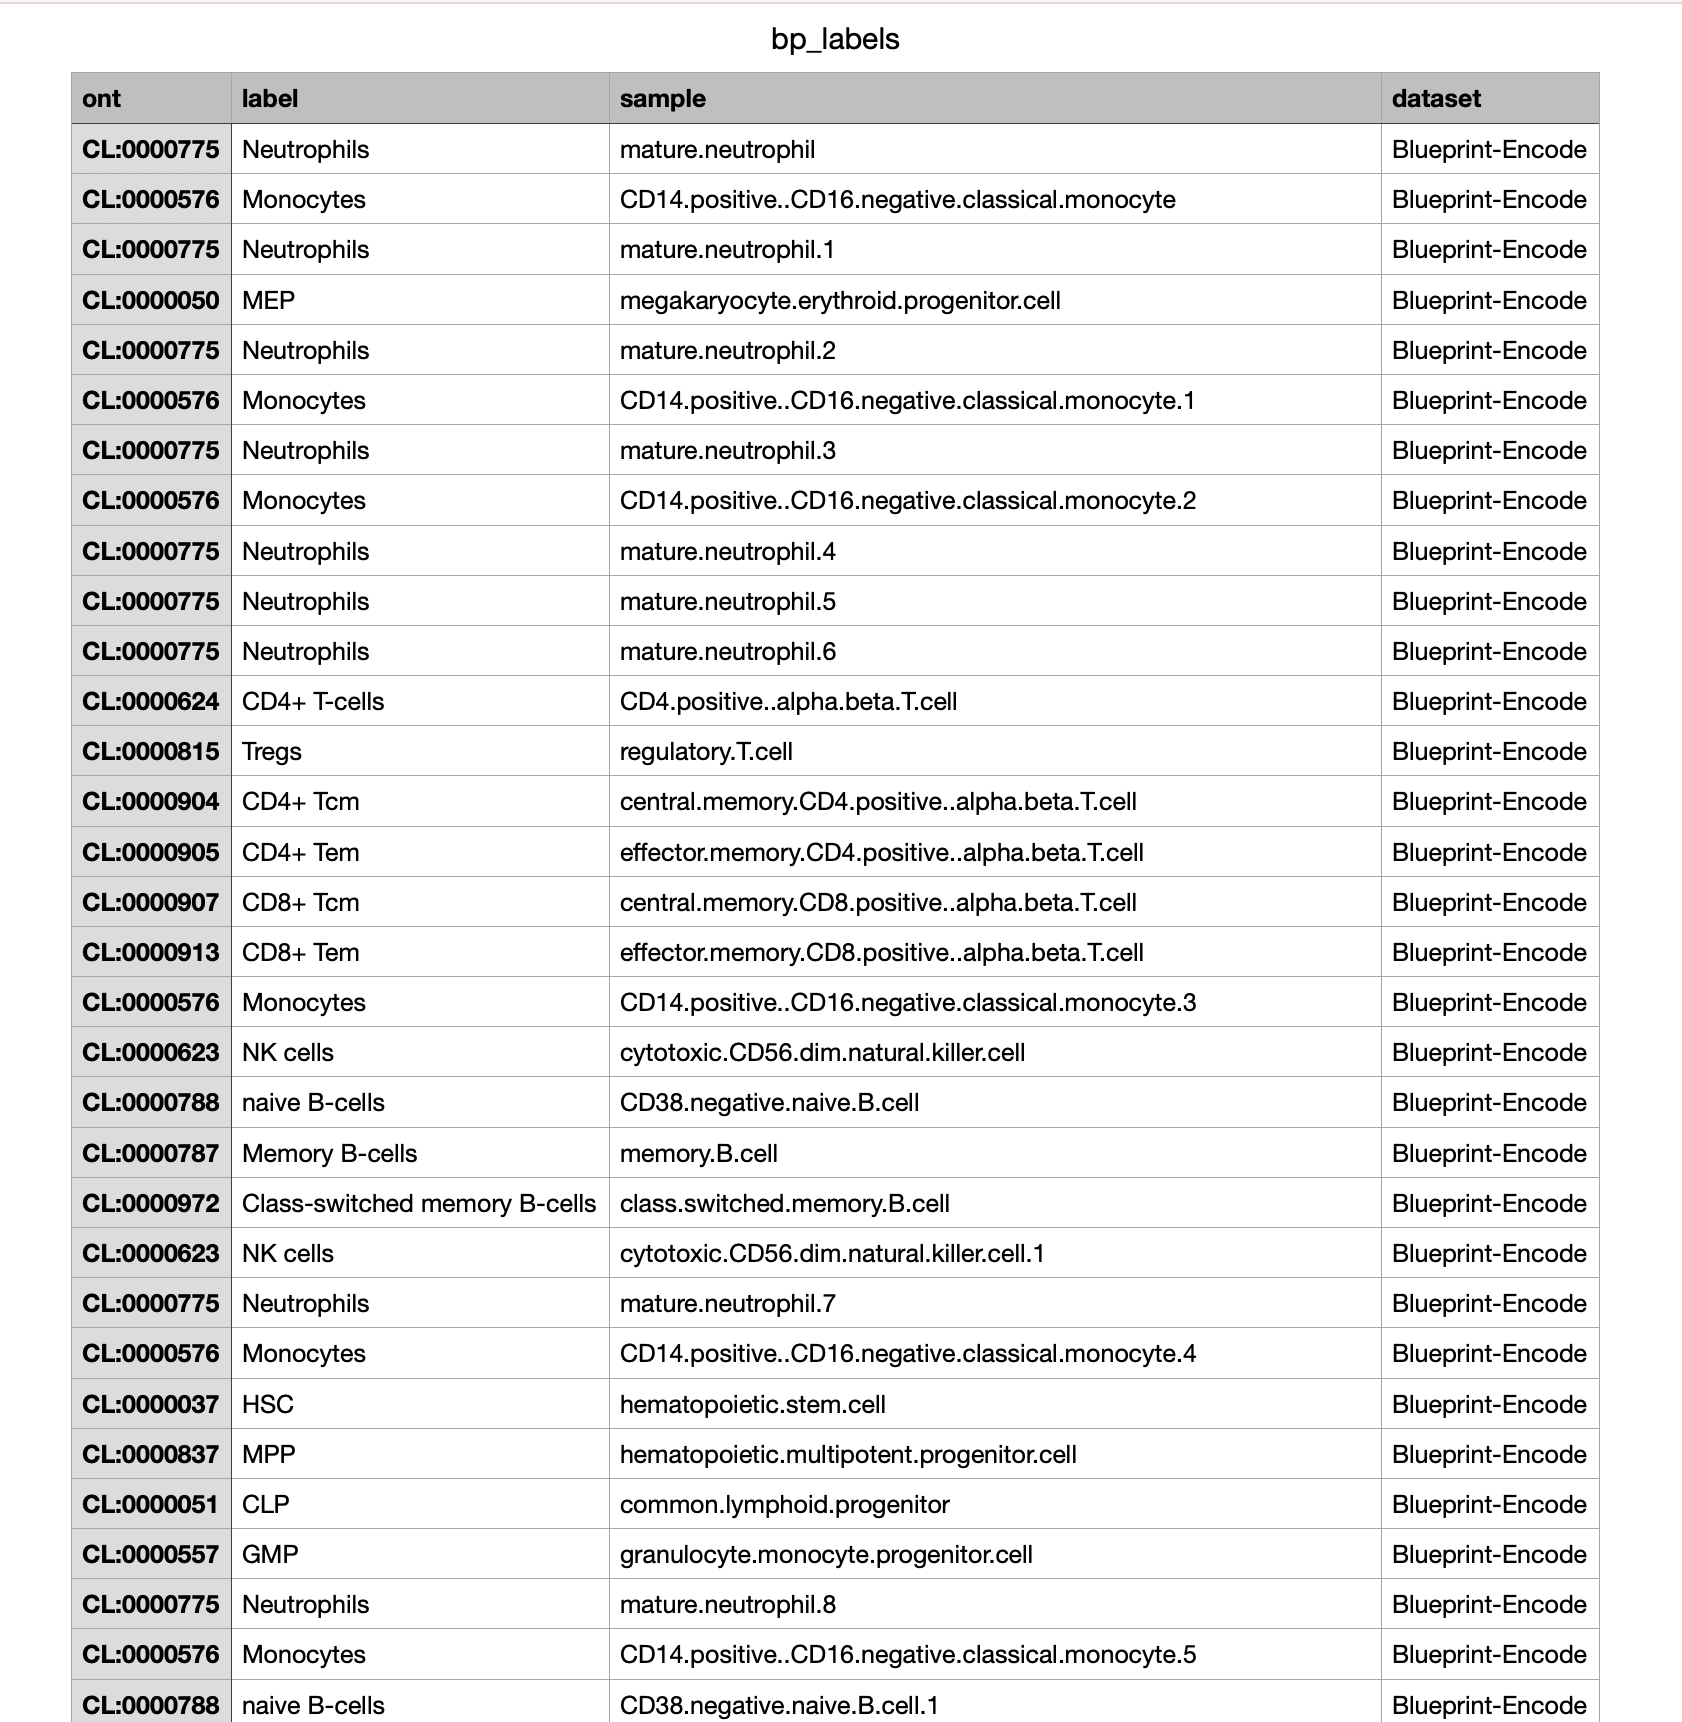 bp_labels
ont label sample dataset
CL:0000775 Neutrophils mature.neutrophil Blueprint-Encode
CL:0000576 Monocytes CD14.positive..CD16.negative.classical.monocyte Blueprint-Encode
CL:0000775 Neutrophils mature.neutrophil.1 Blueprint-Encode
CL:0000050 MEP megakaryocyte.erythroid.progenitor.cell Blueprint-Encode
CL:0000775 Neutrophils mature.neutrophil.2 Blueprint-Encode
CL:0000576 Monocytes CD14.positive..CD16.negative.classical.monocyte.1 Blueprint-Encode
CL:0000775 Neutrophils mature.neutrophil.3 Blueprint-Encode
CL:0000576 Monocytes CD14.positive..CD16.negative.classical.monocyte.2 Blueprint-Encode
CL:0000775 Neutrophils mature.neutrophil.4 Blueprint-Encode
CL:0000775 Neutrophils mature.neutrophil.5 Blueprint-Encode
CL:0000775 Neutrophils mature.neutrophil.6 Blueprint-Encode
CL:0000624 CD4+ T-cells CD4.positive..alpha.beta.T.cell Blueprint-Encode
CL:0000815 Tregs regulatory.T.cell Blueprint-Encode
CL:0000904 CD4+ Tcm central.memory.CD4.positive..alpha.beta.T.cell Blueprint-Encode
CL:0000905 CD4+ Tem effector.memory.CD4.positive..alpha.beta.T.cell Blueprint-Encode
CL:0000907 CD8+ Tcm central.memory.CD8.positive..alpha.beta.T.cell Blueprint-Encode
CL:0000913 CD8+ Tem effector.memory.CD8.positive..alpha.beta.T.cell Blueprint-Encode
CL:0000576 Monocytes CD14.positive..CD16.negative.classical.monocyte.3 Blueprint-Encode
CL:0000623 NK cells cytotoxic.CD56.dim.natural.killer.cell Blueprint-Encode
CL:0000788 naive B-cells CD38.negative.naive.B.cell Blueprint-Encode
CL:0000787 Memory B-cells memory.B.cell Blueprint-Encode
CL:0000972 Class-switched memory B-cells class.switched.memory.B.cell Blueprint-Encode
CL:0000623 NK cells cytotoxic.CD56.dim.natural.killer.cell.1 Blueprint-Encode
CL:0000775 Neutrophils mature.neutrophil.7 Blueprint-Encode
CL:0000576 Monocytes CD14.positive..CD16.negative.classical.monocyte.4 Blueprint-Encode
CL:0000037 HSC hematopoietic.stem.cell Blueprint-Encode
CL:0000837 MPP hematopoietic.multipotent.progenitor.cell Blueprint-Encode
CL:0000051 CLP common.lymphoid.progenitor Blueprint-Encode
CL:0000557 GMP granulocyte.monocyte.progenitor.cell Blueprint-Encode
CL:0000775 Neutrophils mature.neutrophil.8 Blueprint-Encode
CL:0000576 Monocytes CD14.positive..CD16.negative.classical.monocyte.5 Blueprint-Encode
CL:0000788 naive B-cells CD38.negative.naive.B.cell.1 Blueprint-Encode